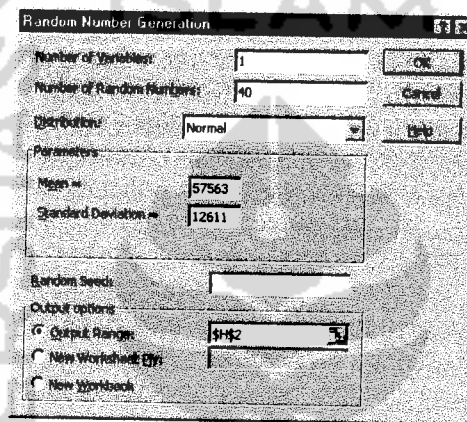 ISLAM
Random Number Generation
Number of Variables: 1 OK
Number of Random Numbers: 40 Cancel
Distribution: Normal Help
Parameters
Mean = 57563
Standard Deviation = 12611
Random Seed:
Output options
Output Range: $H$2
New Worksheet Ply:
New Workbook